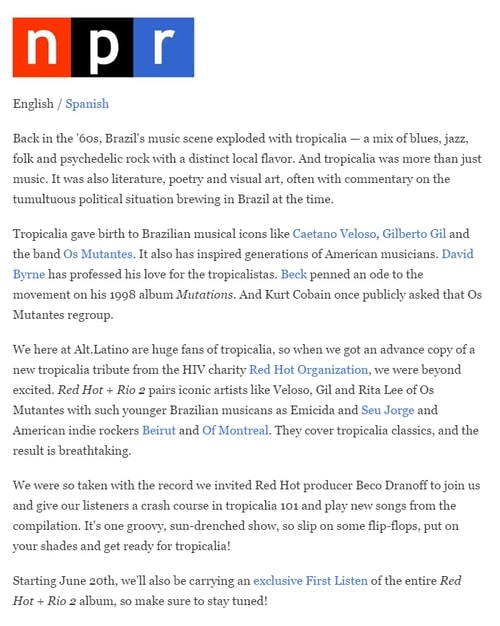 npr
English / Spanish
Back in the '60s, Brazil's music scene exploded with tropicalia — a mix of blues, jazz,
folk and psychedelic rock with a distinct local flavor. And tropicalia was more than just
music. It was also literature, poetry and visual art, often with commentary on the
tumultuous political situation brewing in Brazil at the time.
Tropicalia gave birth to Brazilian musical icons like Caetano Veloso, Gilberto Gil and
the band Os Mutantes. It also has inspired generations of American musicians. David
Byrne has professed his love for the tropicalistas. Beck penned an ode to the
movement on his 1998 album Mutations. And Kurt Cobain once publicly asked that Os
Mutantes regroup.
We here at Alt.Latino are huge fans of tropicalia, so when we got an advance copy of a
new tropicalia tribute from the HIV charity Red Hot Organization, we were beyond
excited. Red Hot + Rio 2 pairs iconic artists like Veloso, Gil and Rita Lee of Os
Mutantes with such younger Brazilian musicans as Emicida and Seu Jorge and
American indie rockers Beirut and Of Montreal. They cover tropicalia classics, and the
result is breathtaking.
We were so taken with the record we invited Red Hot producer Beco Dranoff to join us
and give our listeners a crash course in tropicalia 101 and play new songs from the
compilation. It's one groovy, sun-drenched show, so slip on some flip-flops, put on
your shades and get ready for tropicalia!
Starting June 20th, we'll also be carrying an exclusive First Listen of the entire Red
Hot + Rio 2 album, so make sure to stay tuned!